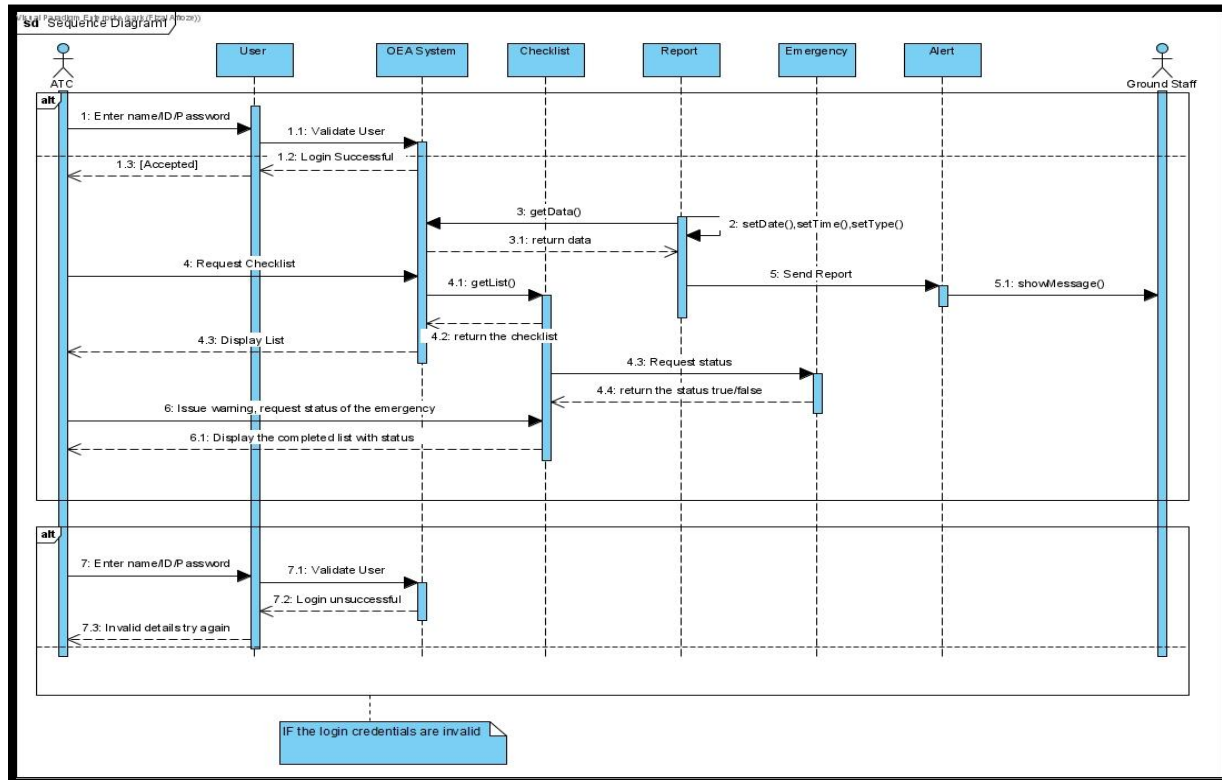 sd Sequence Diagram1
User
OEA System
Checklist
Report
Emergency
Alert
ATC
Ground Staff
alt
1: Enter name/ID/Password
1.1: Validate User
1.2: Login Successful
1.3: [Accepted]
3: getData()
2: setDate(),setTime(),setType()
3.1: return data
4: Request Checklist
5: Send Report
4.1: getList()
5.1: showMessage()
4.2: return the checklist
4.3: Display List
4.3: Request status
4.4: return the status true/false
6: Issue warning, request status of the emergency
6.1: Display the completed list with status
alt
7: Enter name/ID/Password
7.1: Validate User
7.2: Login unsuccessful
7.3: Invalid details try again
IF the login credentials are invalid